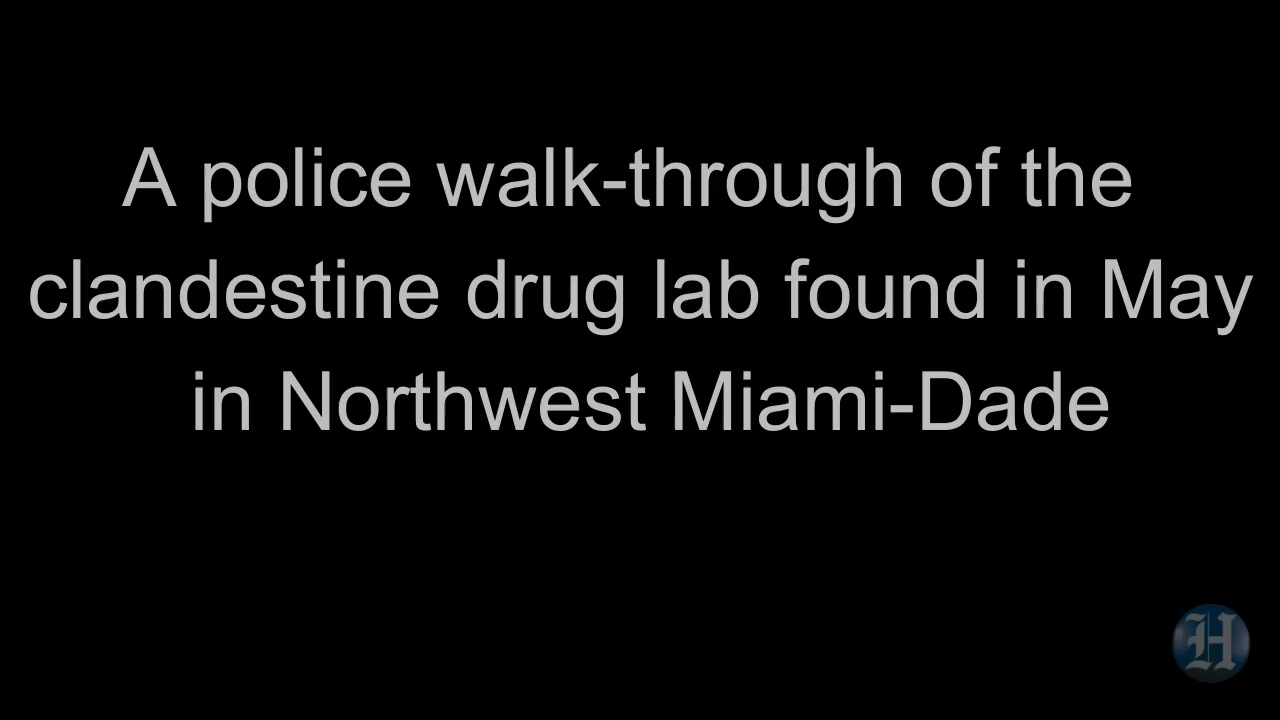 A police walk-through of the
clandestine drug lab found in May
in Northwest Miami-Dade
H